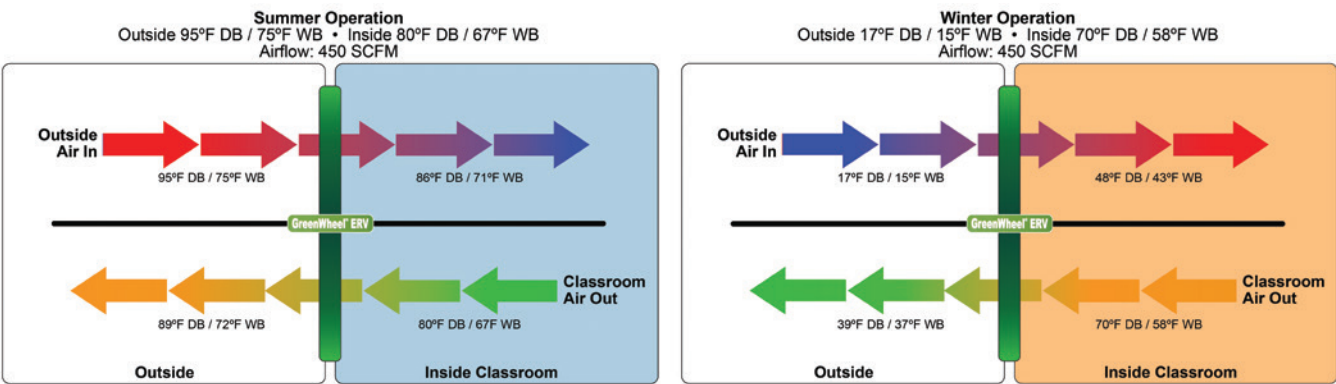 Summer Operation
Outside 95ºF DB / 75ºF WB • Inside 80ºF DB / 67ºF WB
Airflow: 450 SCFM
Outside
Air In
95ºF DB / 75ºF WB
86ºF DB / 71ºF WB
GreenWheel® ERV
Classroom
Air Out
89ºF DB / 72ºF WB
80ºF DB / 67F WB
Outside
Inside Classroom
Winter Operation
Outside 17ºF DB / 15ºF WB • Inside 70ºF DB / 58ºF WB
Airflow: 450 SCFM
Outside
Air In
17ºF DB / 15ºF WB
48ºF DB / 43ºF WB
GreenWheel® ERV
Classroom
Air Out
39ºF DB / 37ºF WB
70ºF DB / 58ºF WB
Outside
Inside Classroom